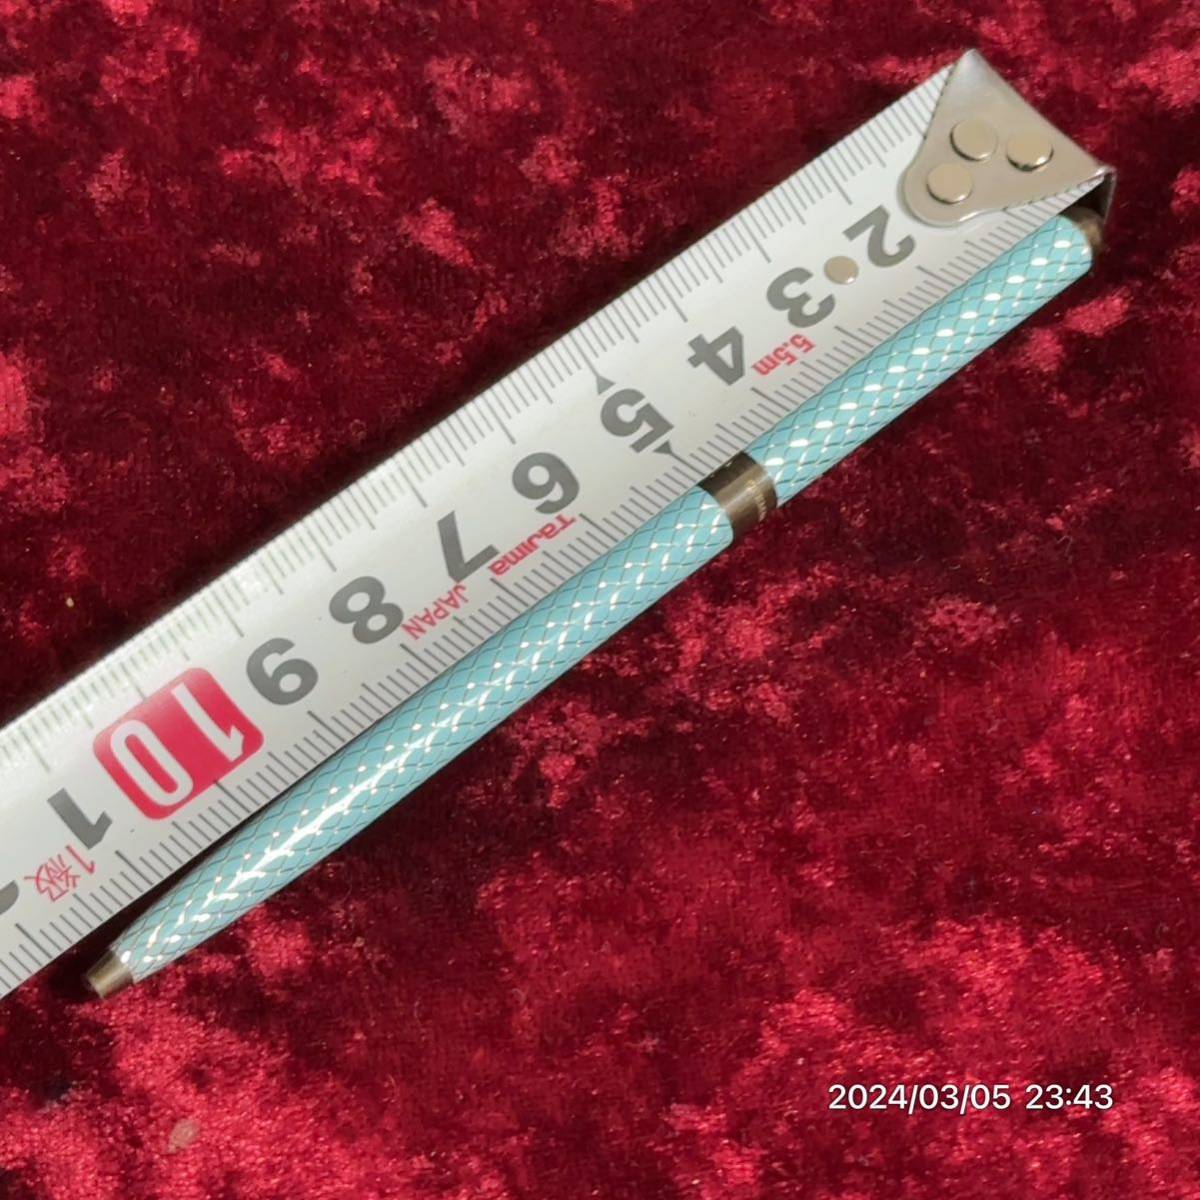 2 3 4 5 6 7 8 9 10 1
5.5m
Tajima
JAPAN
1級
2024/03/05 23:43